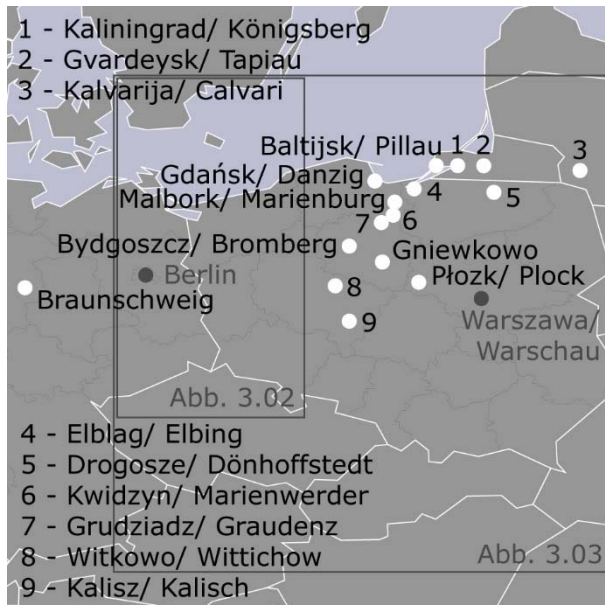 1 - Kaliningrad/ Königsberg
2 - Gvardeysk/ Tapiau
3 - Kalvarija/ Calvari
Baltijsk/ Pillau
1
2
3
Gdańsk/ Danzig
Malbork/ Marienburg
4
5
7
6
Bydgoszcz/ Bromberg
Gniewkowo
Berlin
Płozk/ Plock
8
Braunschweig
9
Warszawa/
Warschau
Abb. 3.02
4 - Elblag/ Elbing
5 - Drogosze/ Dönhoffstedt
6 - Kwidzyn/ Marienwerder
7 - Grudziadz/ Graudenz
8 - Witkowo/ Wittichow
9 - Kalisz/ Kalisch
Abb. 3.03